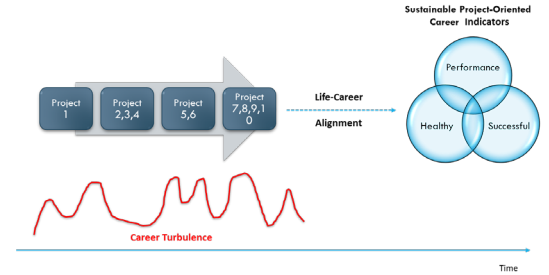 Sustainable Project-Oriented
Career Indicators
Performance
Healthy
Successful
Project
1
Project
2,3,4
Project
5,6
Project
7,8,9,1
0
Life-Career
Alignment
Career Turbulence
Time